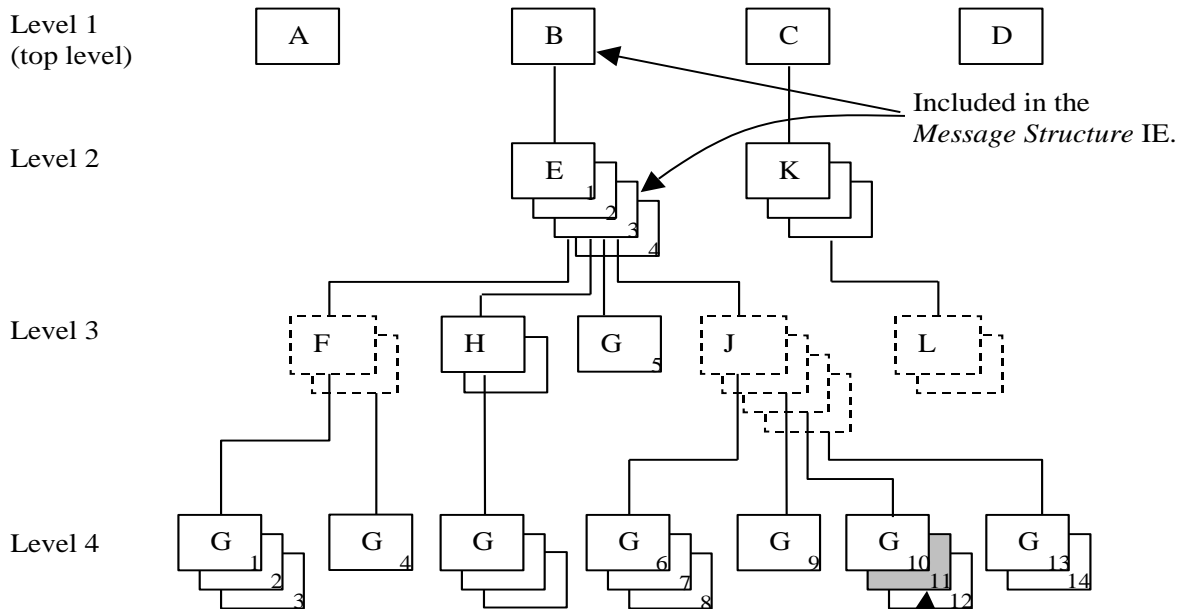 Level 1
(top level)
A
B
C
D
Included in the
Message Structure IE.
Level 2
E
1
2
3
4
K
Level 3
F
H
G
5
J
L
Level 4
G
1
2
3
G
4
G
G
6
7
8
G
9
G
10
11
12
G
13
14